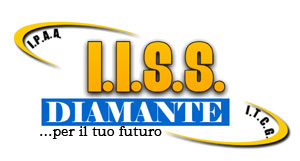 I.P.A.A.
I.I.S.S.
DIAMANTE
...per il tuo futuro
I.T.C.G.